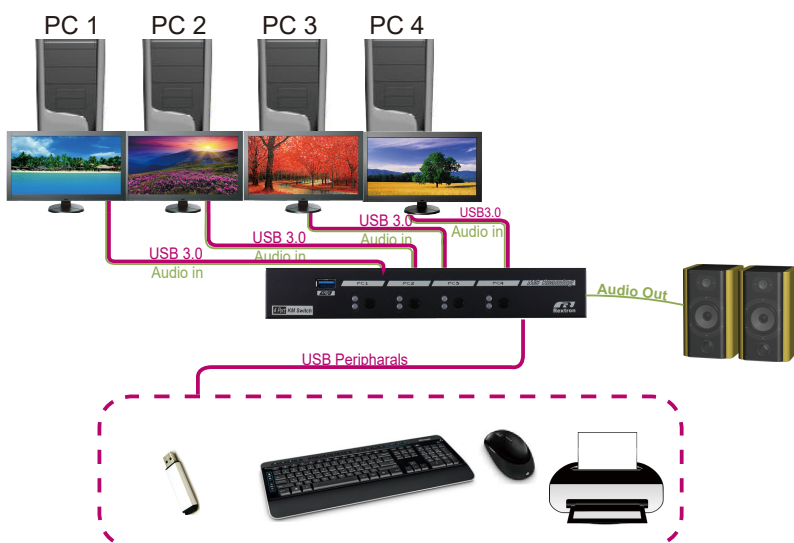 PC 1
PC 2
PC 3
PC 4
USB 3.0
Audio in
USB 3.0
Audio in
USB 3.0
Audio in
USB3.0
Audio in
PC1
PC2
PC3
PC4
4 Port KM Switch
Rextron
Audio Out
USB Peripharals